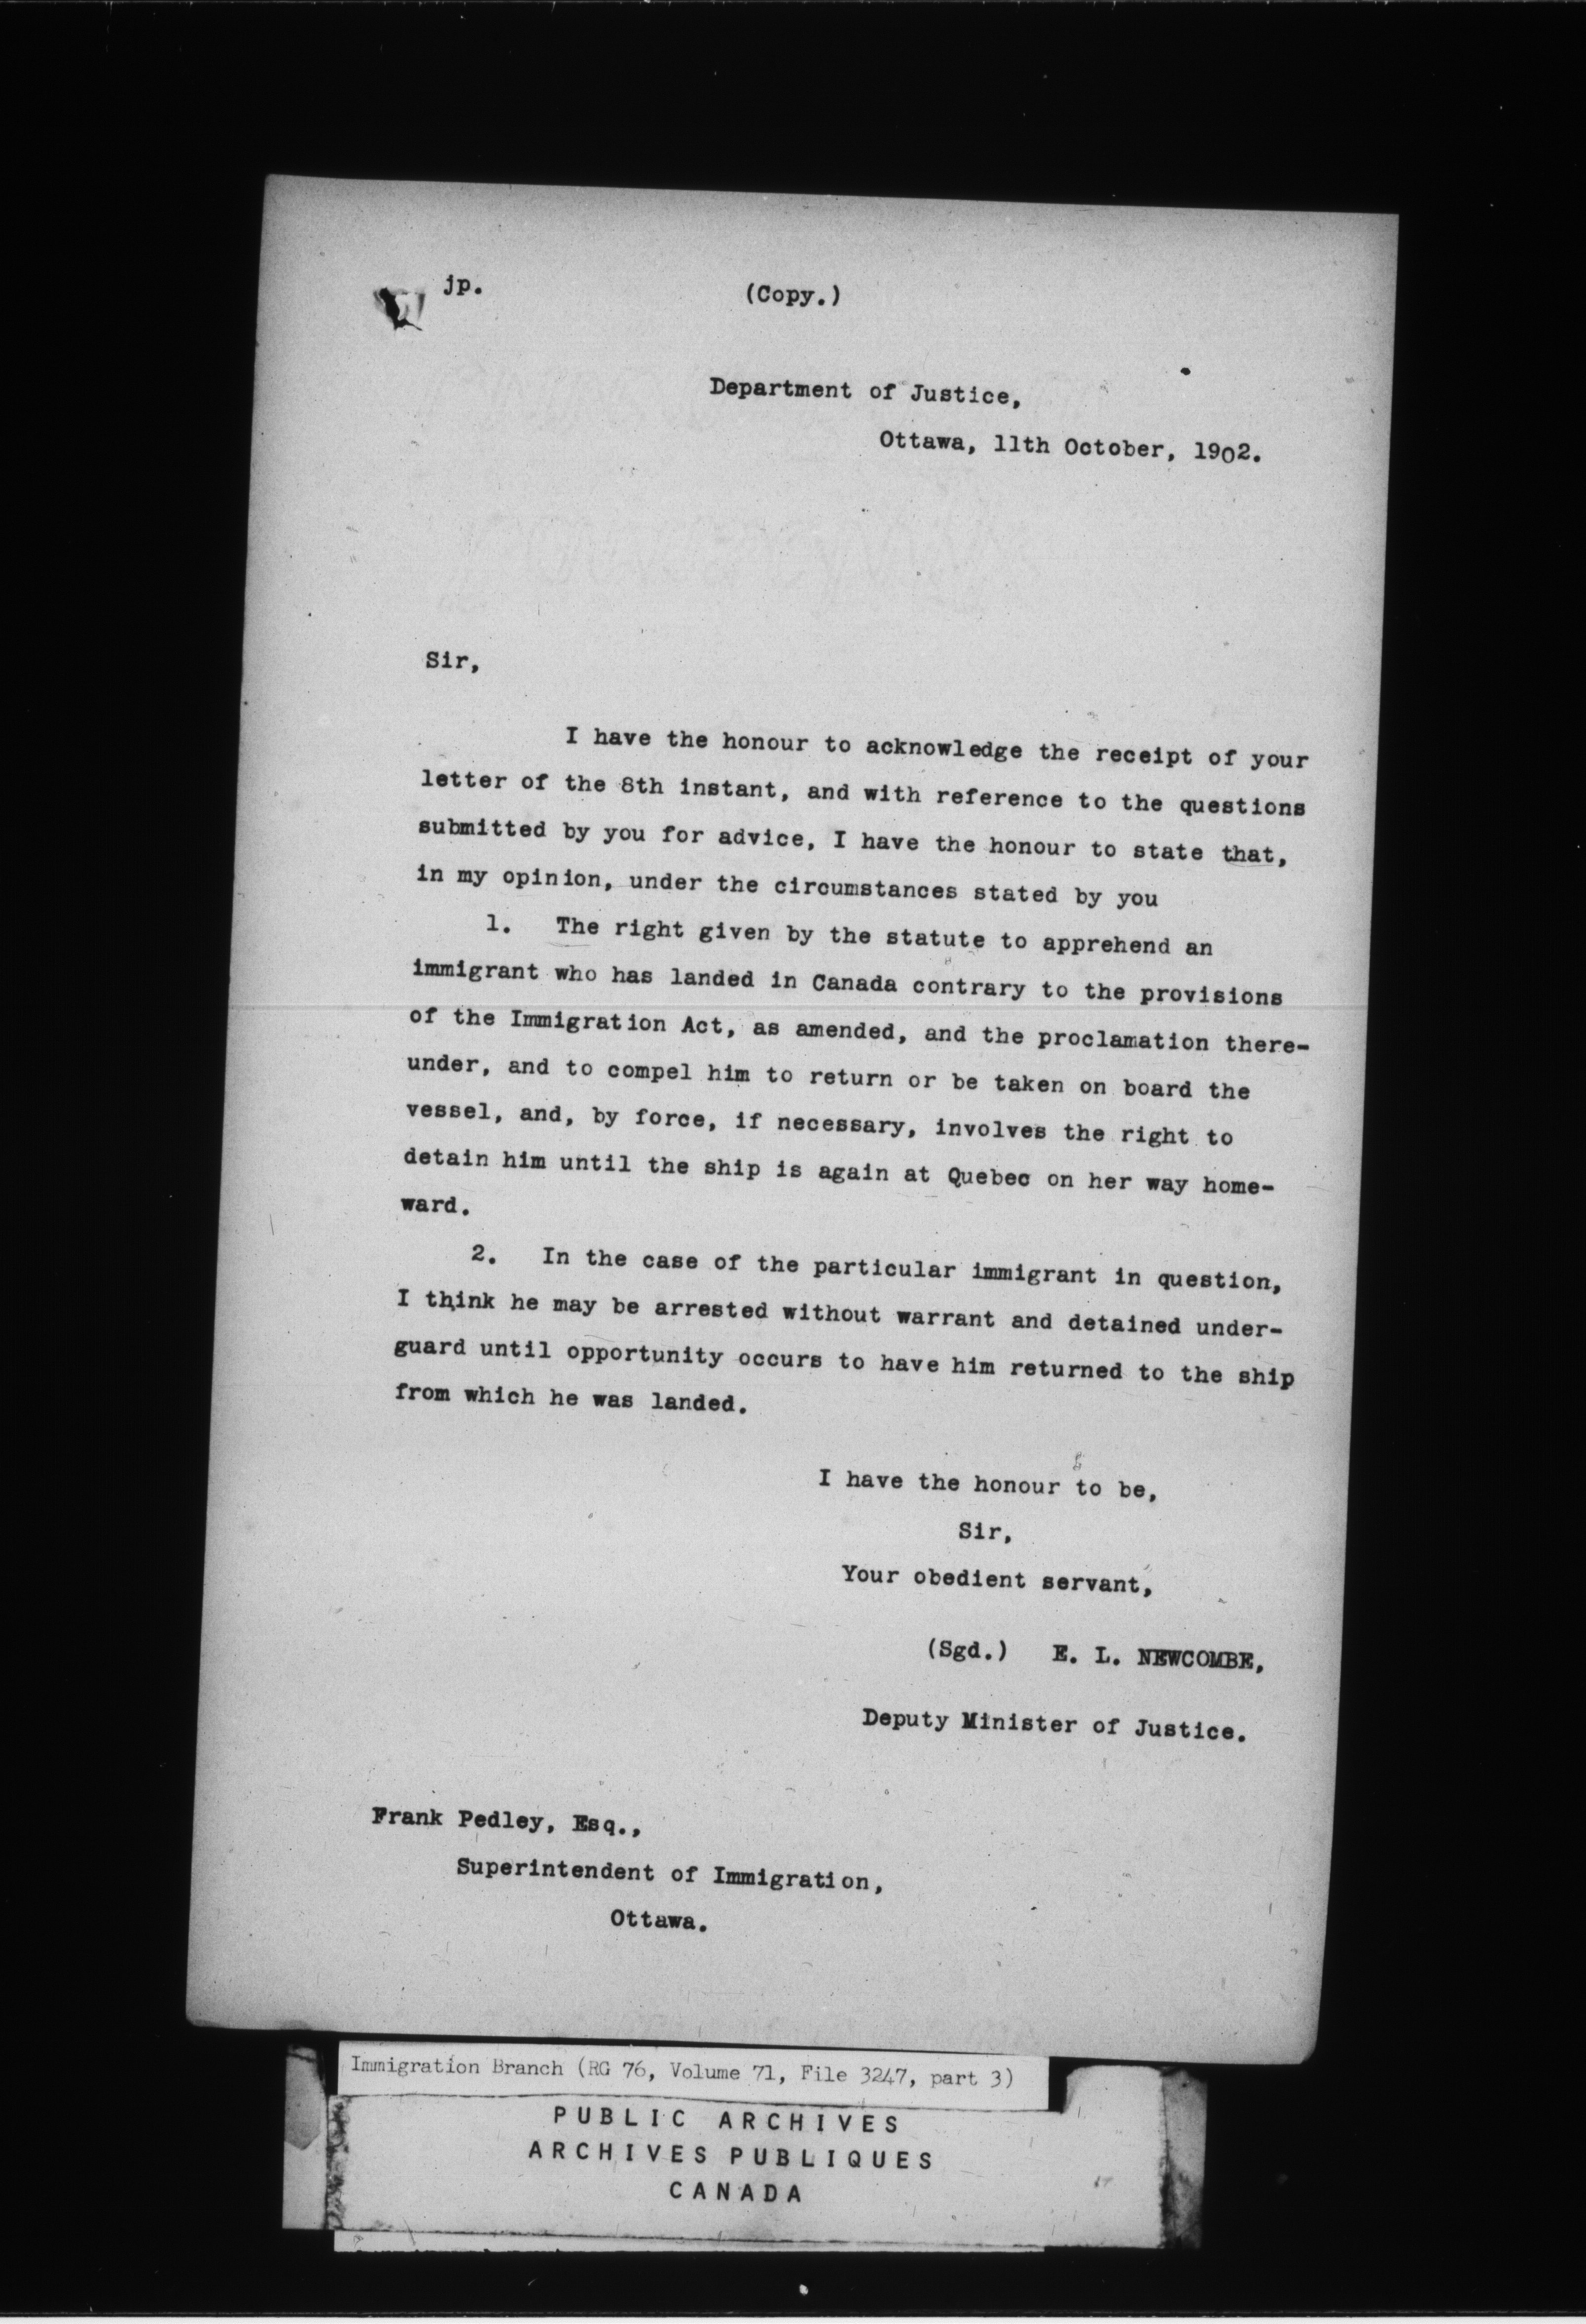 jp.
(Copy.)
Department of Justice,
Ottawa, 11th October, 1902.
Sir,
I have the honour to acknowledge the receipt of your
letter of the 8th instant, and with reference to the questions
submitted by you for advice, I have the honour to state that,
in my opinion, under the circumstances stated by you
1. The right given by the statute to apprehend an
immigrant who has landed in Canada contrary to the provisions
of the Immigration Act, as amended, and the proclamation there-
under, and to compel him to return or be taken on board the
vessel, and, by force, if necessary, involves the right to
detain him until the ship is again at Quebec on her way home-
ward.
2. In the case of the particular immigrant in question,
I think he may be arrested without warrant and detained under-
guard until opportunity occurs to have him returned to the ship
from which he was landed.
I have the honour to be,
Sir,
Your obedient servant,
(Sgd.) E. L. NEWCOMBE,
Deputy Minister of Justice.
Frank Pedley, Esq.,
Superintendent of Immigration,
Ottawa.
Immigration Branch (RG 76, Volume 71, File 3247, part 3)
PUBLIC ARCHIVES
ARCHIVES PUBLIQUES
CANADA